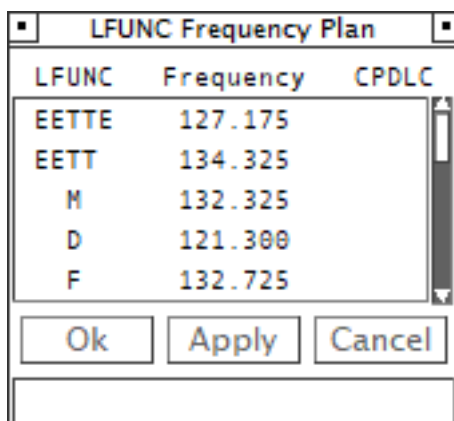 LFUNC Frequency Plan
LFUNC Frequency CPDLC
EETTE 127.175
EETT 134.325
M 132.325
D 121.300
F 132.725
Ok Apply Cancel